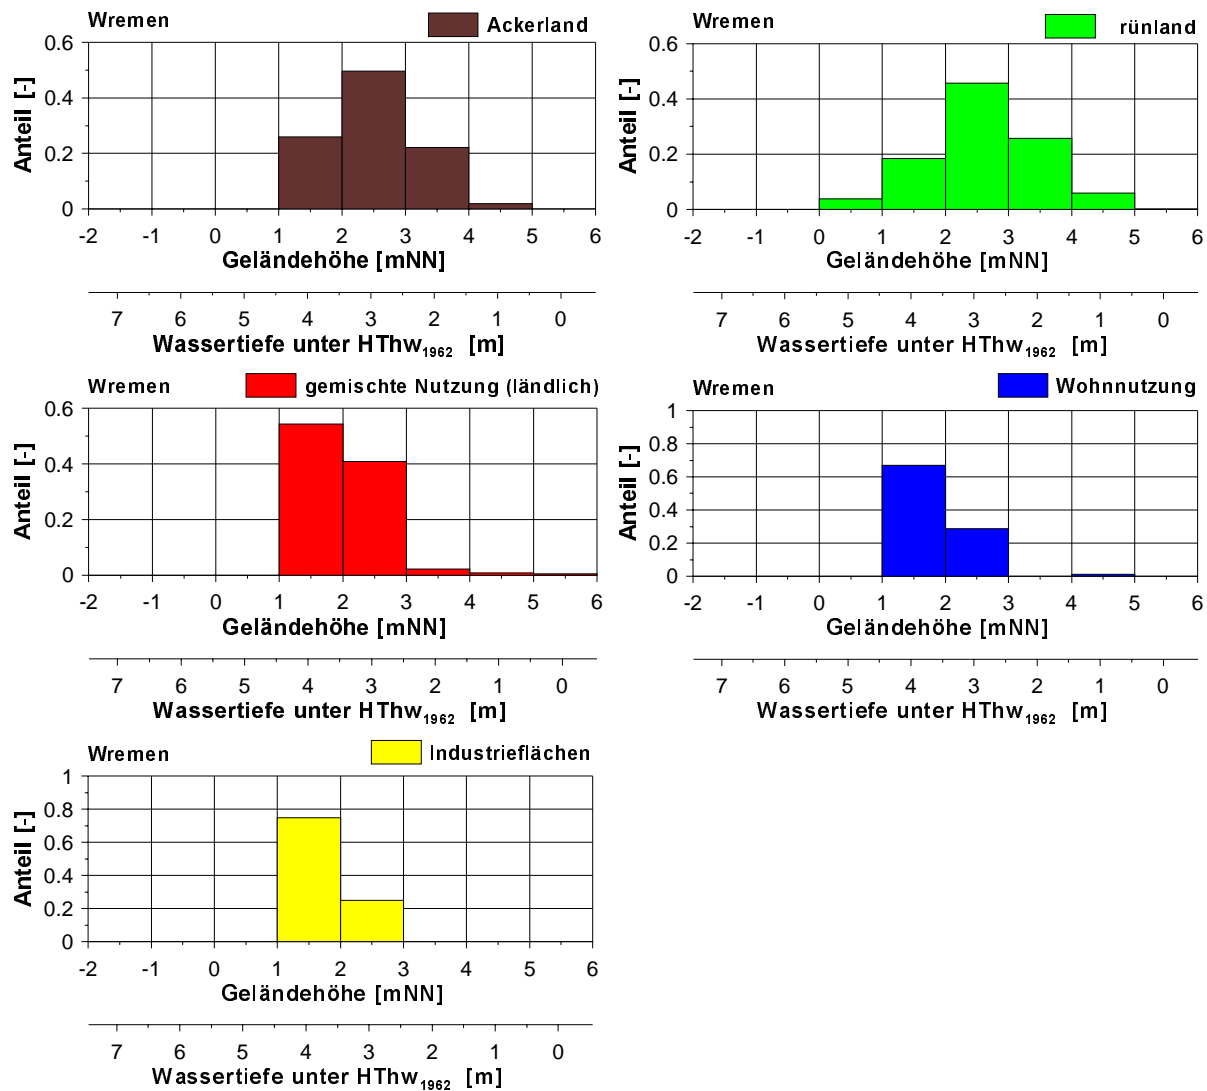 Wremen Ackerland
Anteil [-]
0.6
0.4
0.2
0
-2 -1 0 1 2 3 4 5 6
Geländehöhe [mNN]
7 6 5 4 3 2 1 0
Wassertiefe unter HThw1962 [m]
Wremen rünland
Anteil [-]
0.6
0.4
0.2
0
-2 -1 0 1 2 3 4 5 6
Geländehöhe [mNN]
7 6 5 4 3 2 1 0
Wassertiefe unter HThw1962 [m]
Wremen gemischte Nutzung (ländlich)
Anteil [-]
0.6
0.4
0.2
0
-2 -1 0 1 2 3 4 5 6
Geländehöhe [mNN]
7 6 5 4 3 2 1 0
Wassertiefe unter HThw1962 [m]
Wremen Wohnnutzung
Anteil [-]
1
0.8
0.6
0.4
0.2
0
-2 -1 0 1 2 3 4 5 6
Geländehöhe [mNN]
7 6 5 4 3 2 1 0
Wassertiefe unter HThw1962 [m]
Wremen Industrieflächen
Anteil [-]
1
0.8
0.6
0.4
0.2
0
-2 -1 0 1 2 3 4 5 6
Geländehöhe [mNN]
7 6 5 4 3 2 1 0
Wassertiefe unter HThw1962 [m]